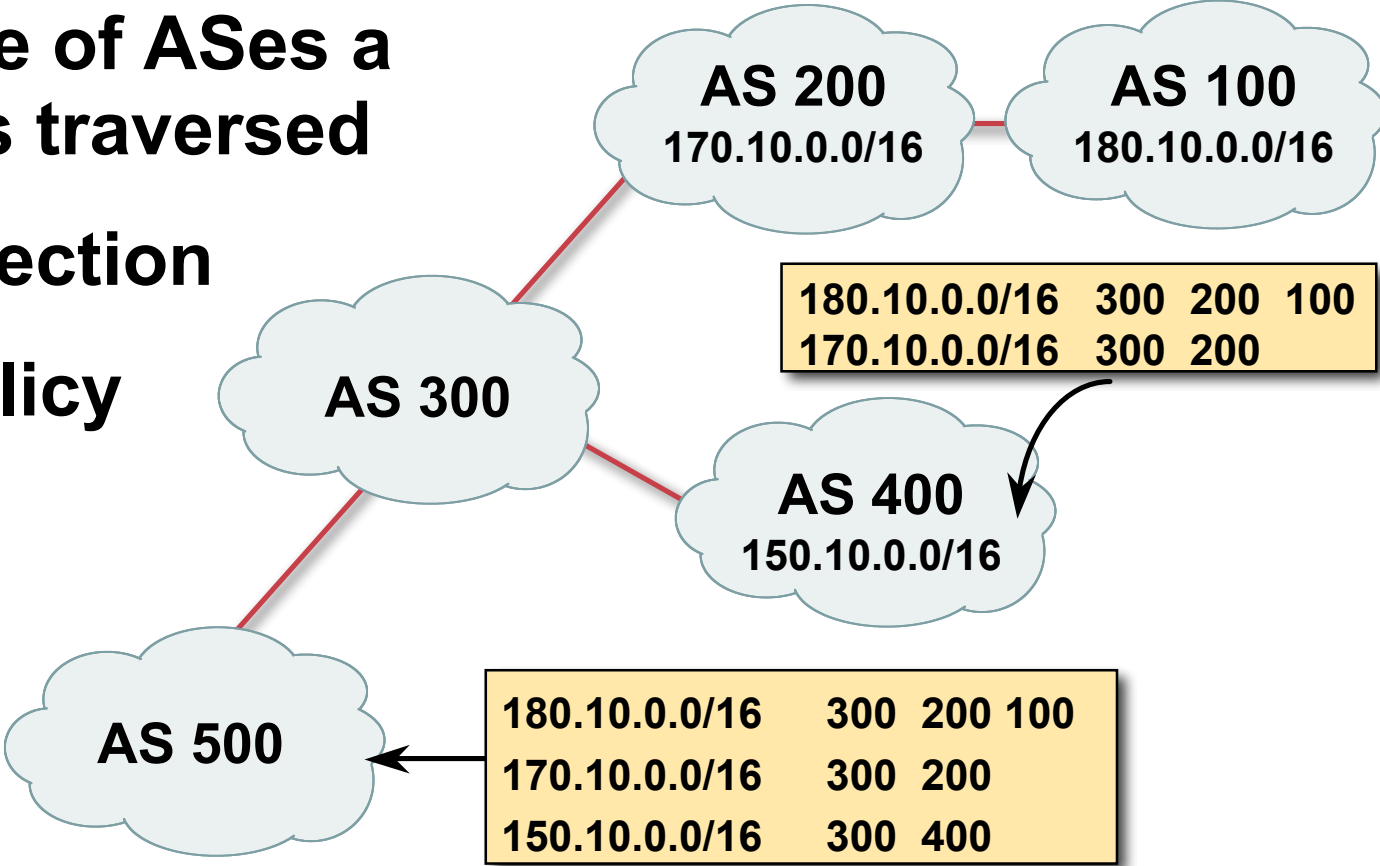 e of ASes a
s traversed
ection
licy
AS 200
170.10.0.0/16
AS 100
180.10.0.0/16
180.10.0.0/16 300 200 100
170.10.0.0/16 300 200
AS 300
AS 400
150.10.0.0/16
AS 500
180.10.0.0/16 300 200 100
170.10.0.0/16 300 200
150.10.0.0/16 300 400